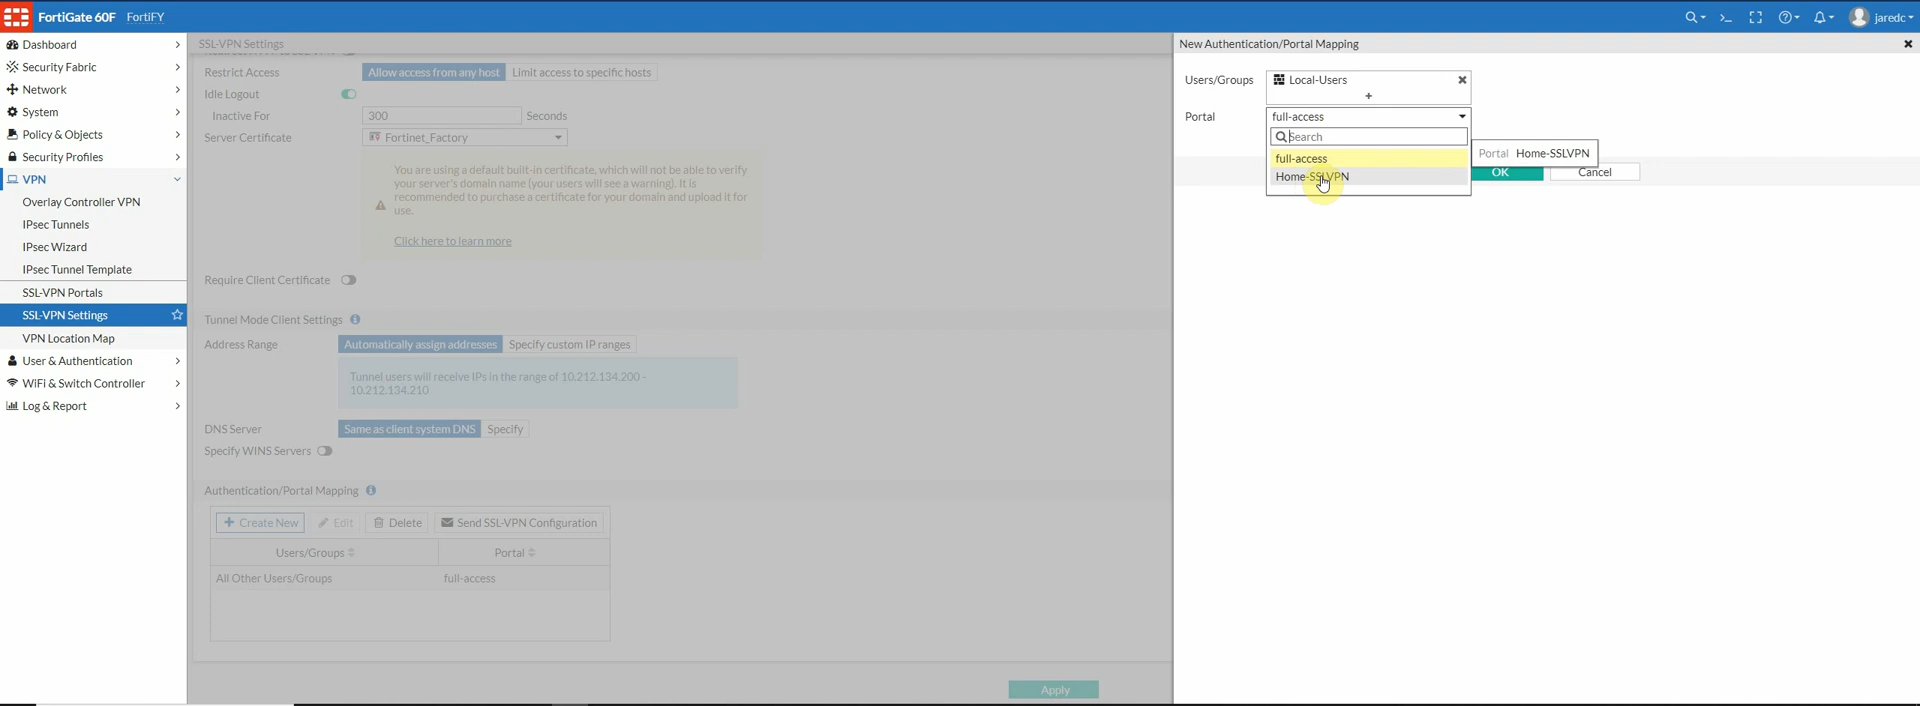 FortiGate 60F FortiFY
jaredc
Dashboard
Security Fabric
Network
System
Policy & Objects
Security Profiles
VPN
Overlay Controller VPN
IPsec Tunnels
IPsec Wizard
IPsec Tunnel Template
SSL-VPN Portals
SSL-VPN Settings
VPN Location Map
User & Authentication
WiFi & Switch Controller
Log & Report
SSL-VPN Settings
Restrict Access Allow access from any host Limit access to specific hosts
Idle Logout
Inactive For 300 Seconds
Server Certificate Fortinet_Factory
You are using a default built-in certificate, which will not be able to verify
your server's domain name (your users will see a warning). It is
recommended to purchase a certificate for your domain and upload it for
use.
Click here to learn more
Require Client Certificate
Tunnel Mode Client Settings
Address Range Automatically assign addresses Specify custom IP ranges
Tunnel users will receive IPs in the range of 10.212.134.200 -
10.212.134.210
DNS Server Same as client system DNS Specify
Specify WINS Servers
Authentication/Portal Mapping
+ Create New Edit Delete Send SSL-VPN Configuration
Users/Groups Portal
All Other Users/Groups full-access
Apply
New Authentication/Portal Mapping
Users/Groups Local-Users
+
Portal full-access
Search
full-access
Home-SSLVPN
Portal Home-SSLVPN
OK Cancel